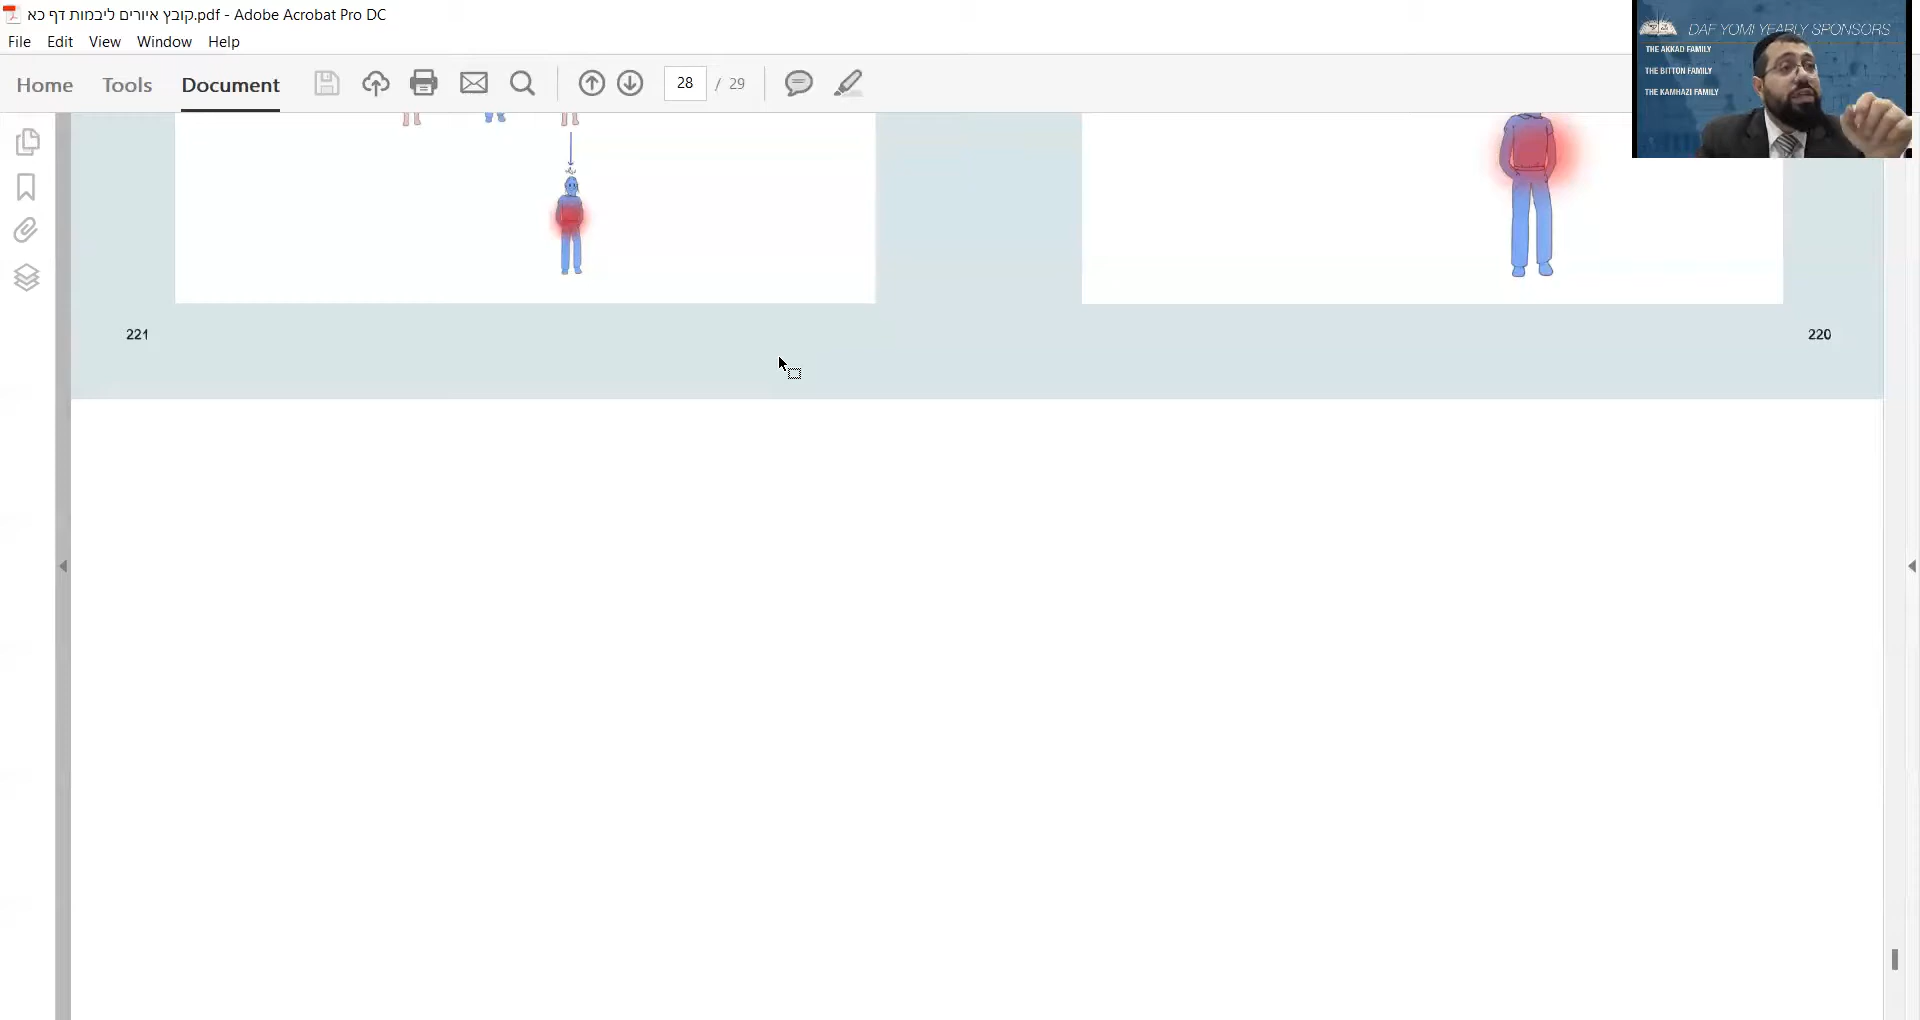 קובץ איורים ליבמות דף כא.pdf - Adobe Acrobat Pro DC
File Edit View Window Help
Home Tools Document 28 / 29
DAF YOMI YEARLY SPONSORS
THE AKKAD FAMILY
THE BITTON FAMILY
THE KAMHAZI FAMILY
221
220